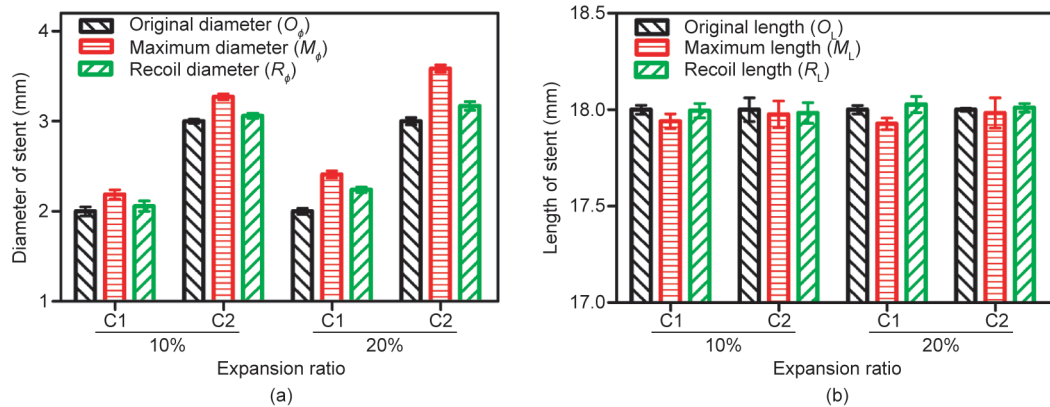 Original diameter (Oϕ)
Maximum diameter (Mϕ)
Recoil diameter (Rϕ)
Diameter of stent (mm)
4
3
2
1
C1 C2 C1 C2
10% 20%
Expansion ratio
(a)
Original length (OL)
Maximum length (ML)
Recoil length (RL)
Length of stent (mm)
18.5
18.0
17.5
17.0
C1 C2 C1 C2
10% 20%
Expansion ratio
(b)